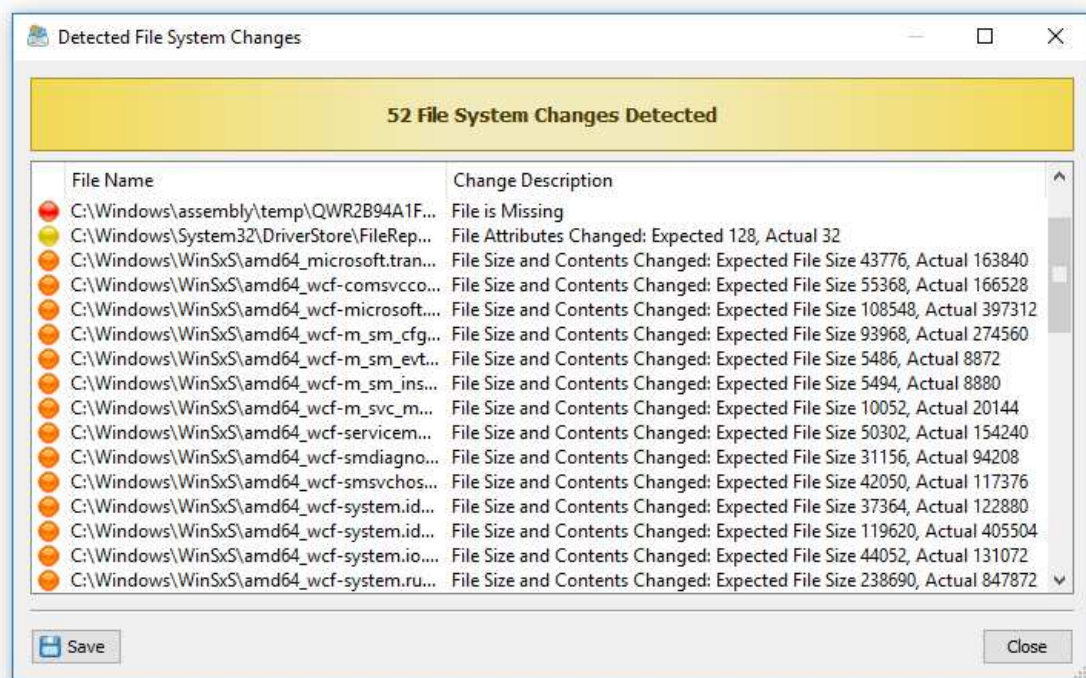 Detected File System Changes
52 File System Changes Detected
File Name Change Description
C:\Windows\assembly\temp\QWR2B94A1F... File is Missing
C:\Windows\System32\DriverStore\FileRep... File Attributes Changed: Expected 128, Actual 32
C:\Windows\WinSxS\amd64_microsoft.tran... File Size and Contents Changed: Expected File Size 43776, Actual 163840
C:\Windows\WinSxS\amd64_wcf-comsvcco... File Size and Contents Changed: Expected File Size 55368, Actual 166528
C:\Windows\WinSxS\amd64_wcf-microsoft.... File Size and Contents Changed: Expected File Size 108548, Actual 397312
C:\Windows\WinSxS\amd64_wcf-m_sm_cfg... File Size and Contents Changed: Expected File Size 93968, Actual 274560
C:\Windows\WinSxS\amd64_wcf-m_sm_evt... File Size and Contents Changed: Expected File Size 5486, Actual 8872
C:\Windows\WinSxS\amd64_wcf-m_sm_ins... File Size and Contents Changed: Expected File Size 5494, Actual 8880
C:\Windows\WinSxS\amd64_wcf-m_svc_m... File Size and Contents Changed: Expected File Size 10052, Actual 20144
C:\Windows\WinSxS\amd64_wcf-servicem... File Size and Contents Changed: Expected File Size 50302, Actual 154240
C:\Windows\WinSxS\amd64_wcf-smdiagno... File Size and Contents Changed: Expected File Size 31156, Actual 94208
C:\Windows\WinSxS\amd64_wcf-smsvchos... File Size and Contents Changed: Expected File Size 42050, Actual 117376
C:\Windows\WinSxS\amd64_wcf-system.id... File Size and Contents Changed: Expected File Size 37364, Actual 122880
C:\Windows\WinSxS\amd64_wcf-system.id... File Size and Contents Changed: Expected File Size 119620, Actual 405504
C:\Windows\WinSxS\amd64_wcf-system.io.... File Size and Contents Changed: Expected File Size 44052, Actual 131072
C:\Windows\WinSxS\amd64_wcf-system.ru... File Size and Contents Changed: Expected File Size 238690, Actual 847872
Save Close